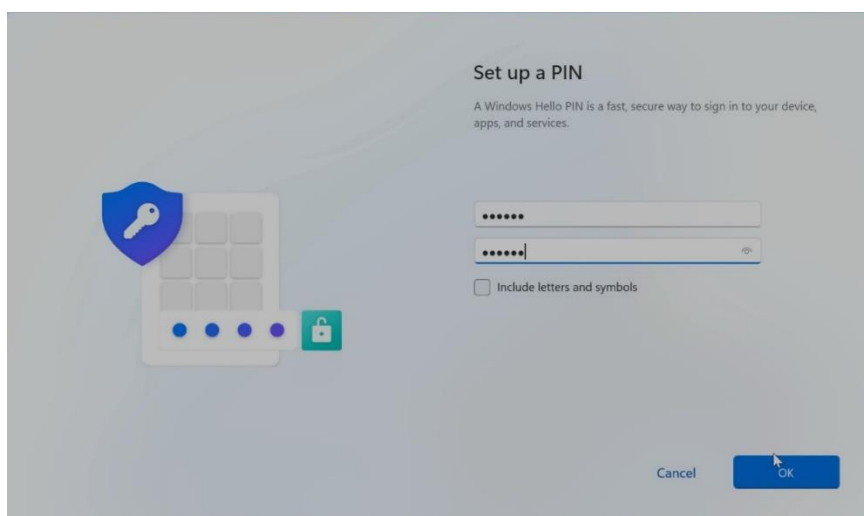 Set up a PIN
A Windows Hello PIN is a fast, secure way to sign in to your device,
apps, and services.
••••••
••••••
Include letters and symbols
Cancel
OK